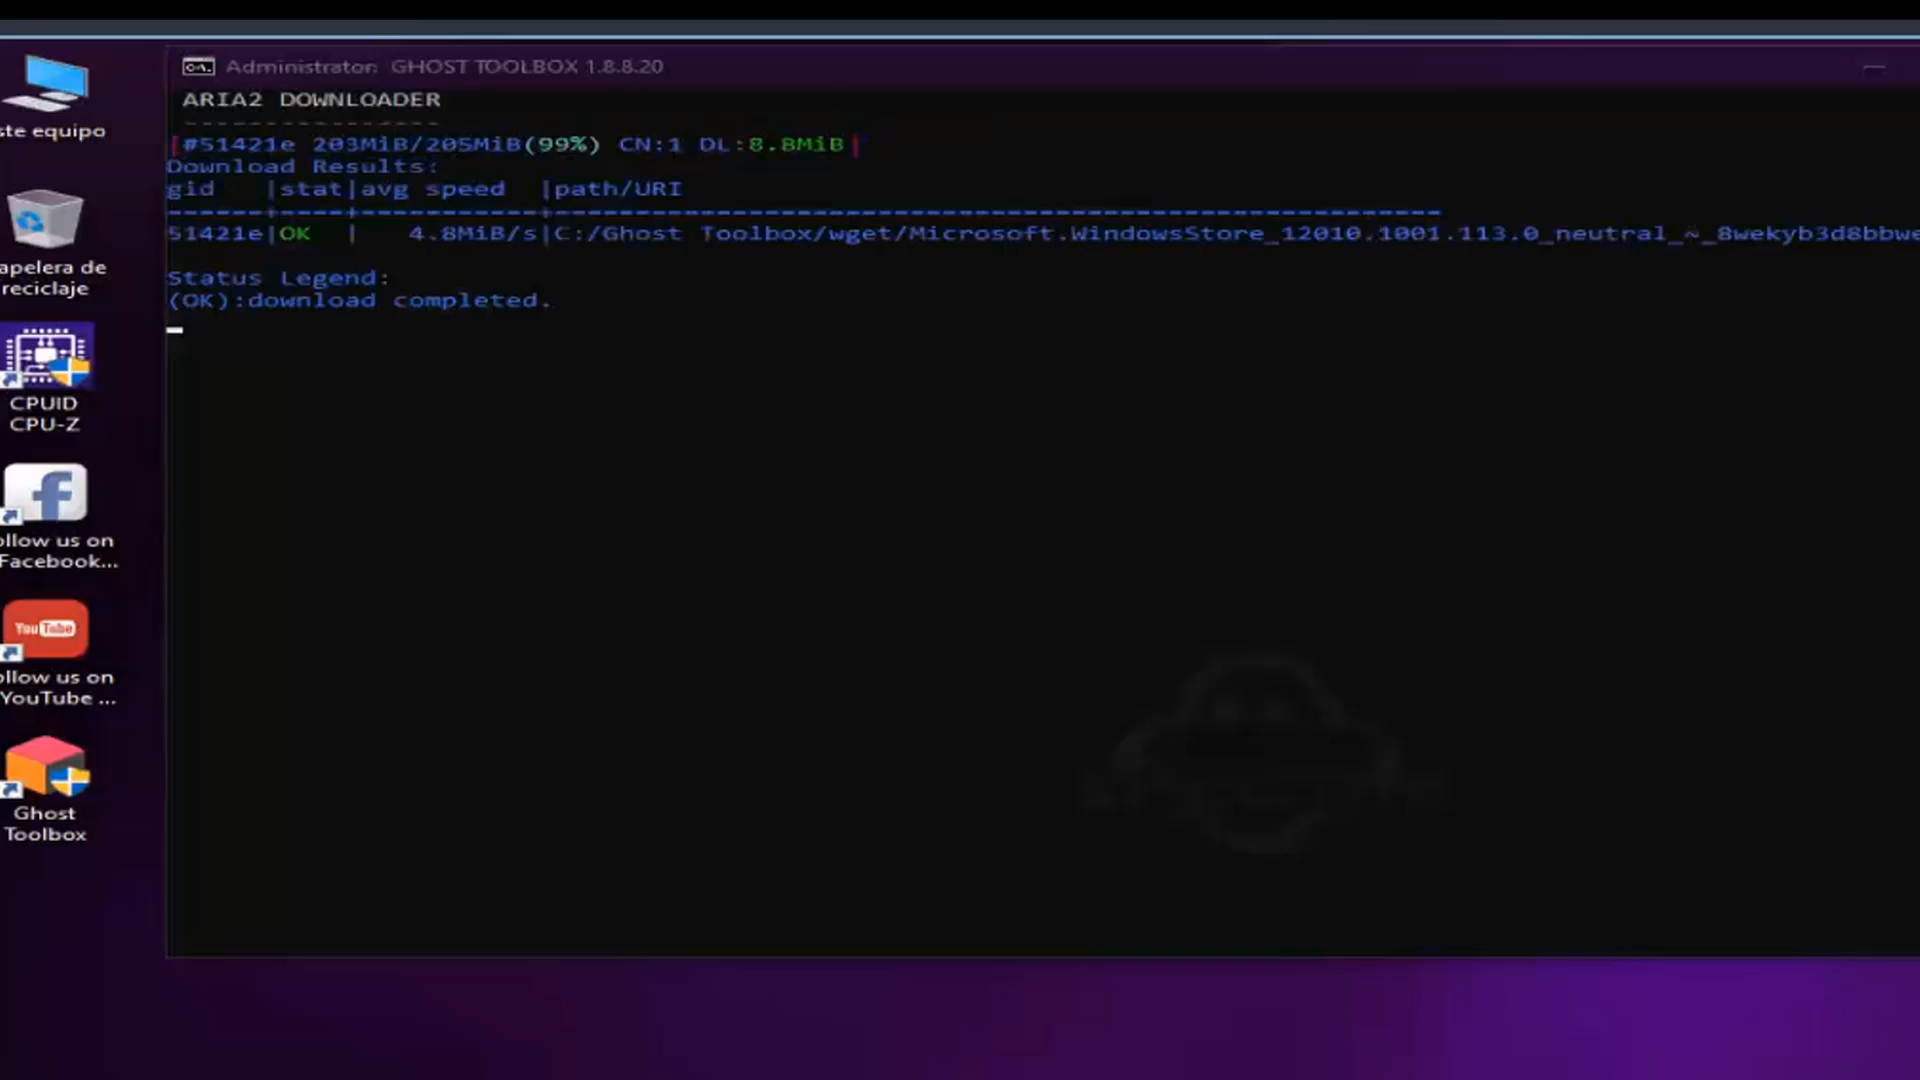 Administrator: GHOST TOOLBOX 1.8.8.20
ARIA2 DOWNLOADER
-----------------
[#51421e 203MiB/205MiB(99%) CN:1 DL:8.8MiB]
Download Results:
gid   |stat|avg speed  |path/URI
======+====+===========+=======================================================
51421e|OK  |   4.8MiB/s|C:/Ghost Toolbox/wget/Microsoft.WindowsStore_12010.1001.113.0_neutral_~_8wekyb3d8bbwe
Status Legend:
(OK):download completed.
ste equipo
apelera de
reciclaje
CPUID
CPU-Z
ollow us on
Facebook...
YouTube
ollow us on
YouTube ...
Ghost
Toolbox